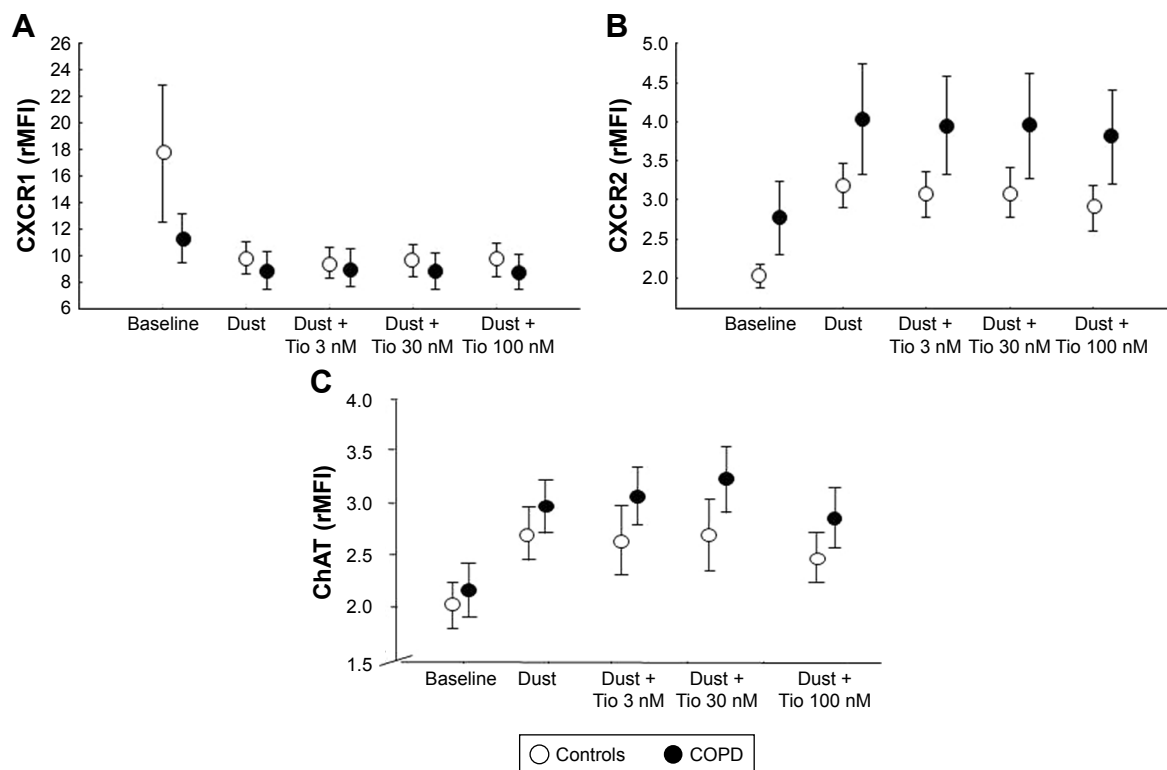 A
CXCR1 (rMFI)
26
24
22
20
18
16
14
12
10
8
6
Baseline
Dust
Dust +
Tio 3 nM
Dust +
Tio 30 nM
Dust +
Tio 100 nM
B
CXCR2 (rMFI)
5.0
4.5
4.0
3.5
3.0
2.5
2.0
Baseline
Dust
Dust +
Tio 3 nM
Dust +
Tio 30 nM
Dust +
Tio 100 nM
C
ChAT (rMFI)
4.0
3.5
3.0
2.5
2.0
1.5
Baseline
Dust
Dust +
Tio 3 nM
Dust +
Tio 30 nM
Dust +
Tio 100 nM
Controls
COPD